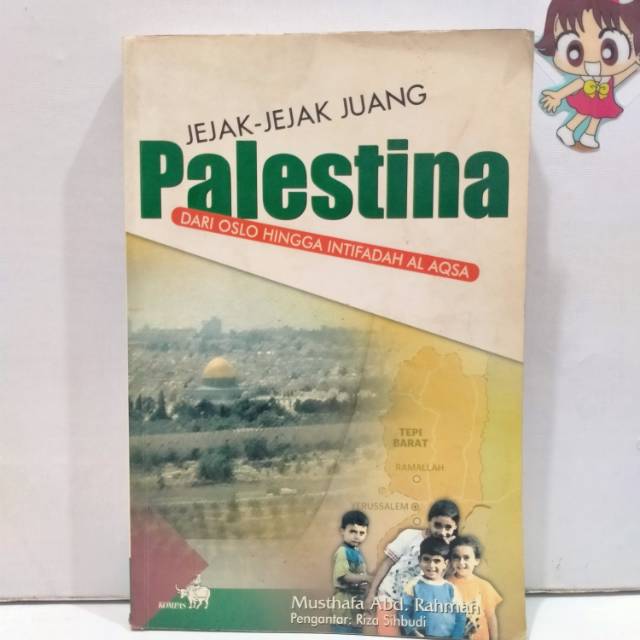 JEJAK-JEJAK JUANG
Palestina
DARI OSLO HINGGA INTIFADAH AL AQSA
TEPI
BARAT
RAMALLAH
YERUSSALEM
KOMPAS
Musthafa Abd. Rahman
Pengantar: Riza Sihbudi